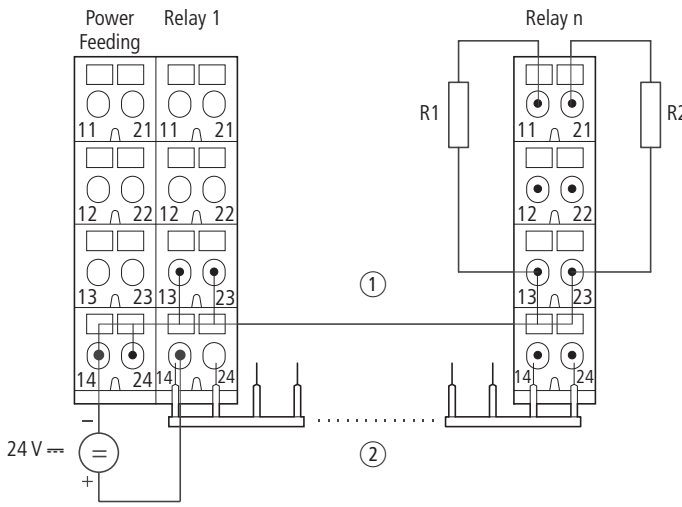 Power Feeding
Relay 1
Relay n
11 21 11 21 11 21
R1
R2
12 22 12 22 12 22
13 23 13 23 13 23
1
14 24 14 24 14 24
–
24 V
=
2
+